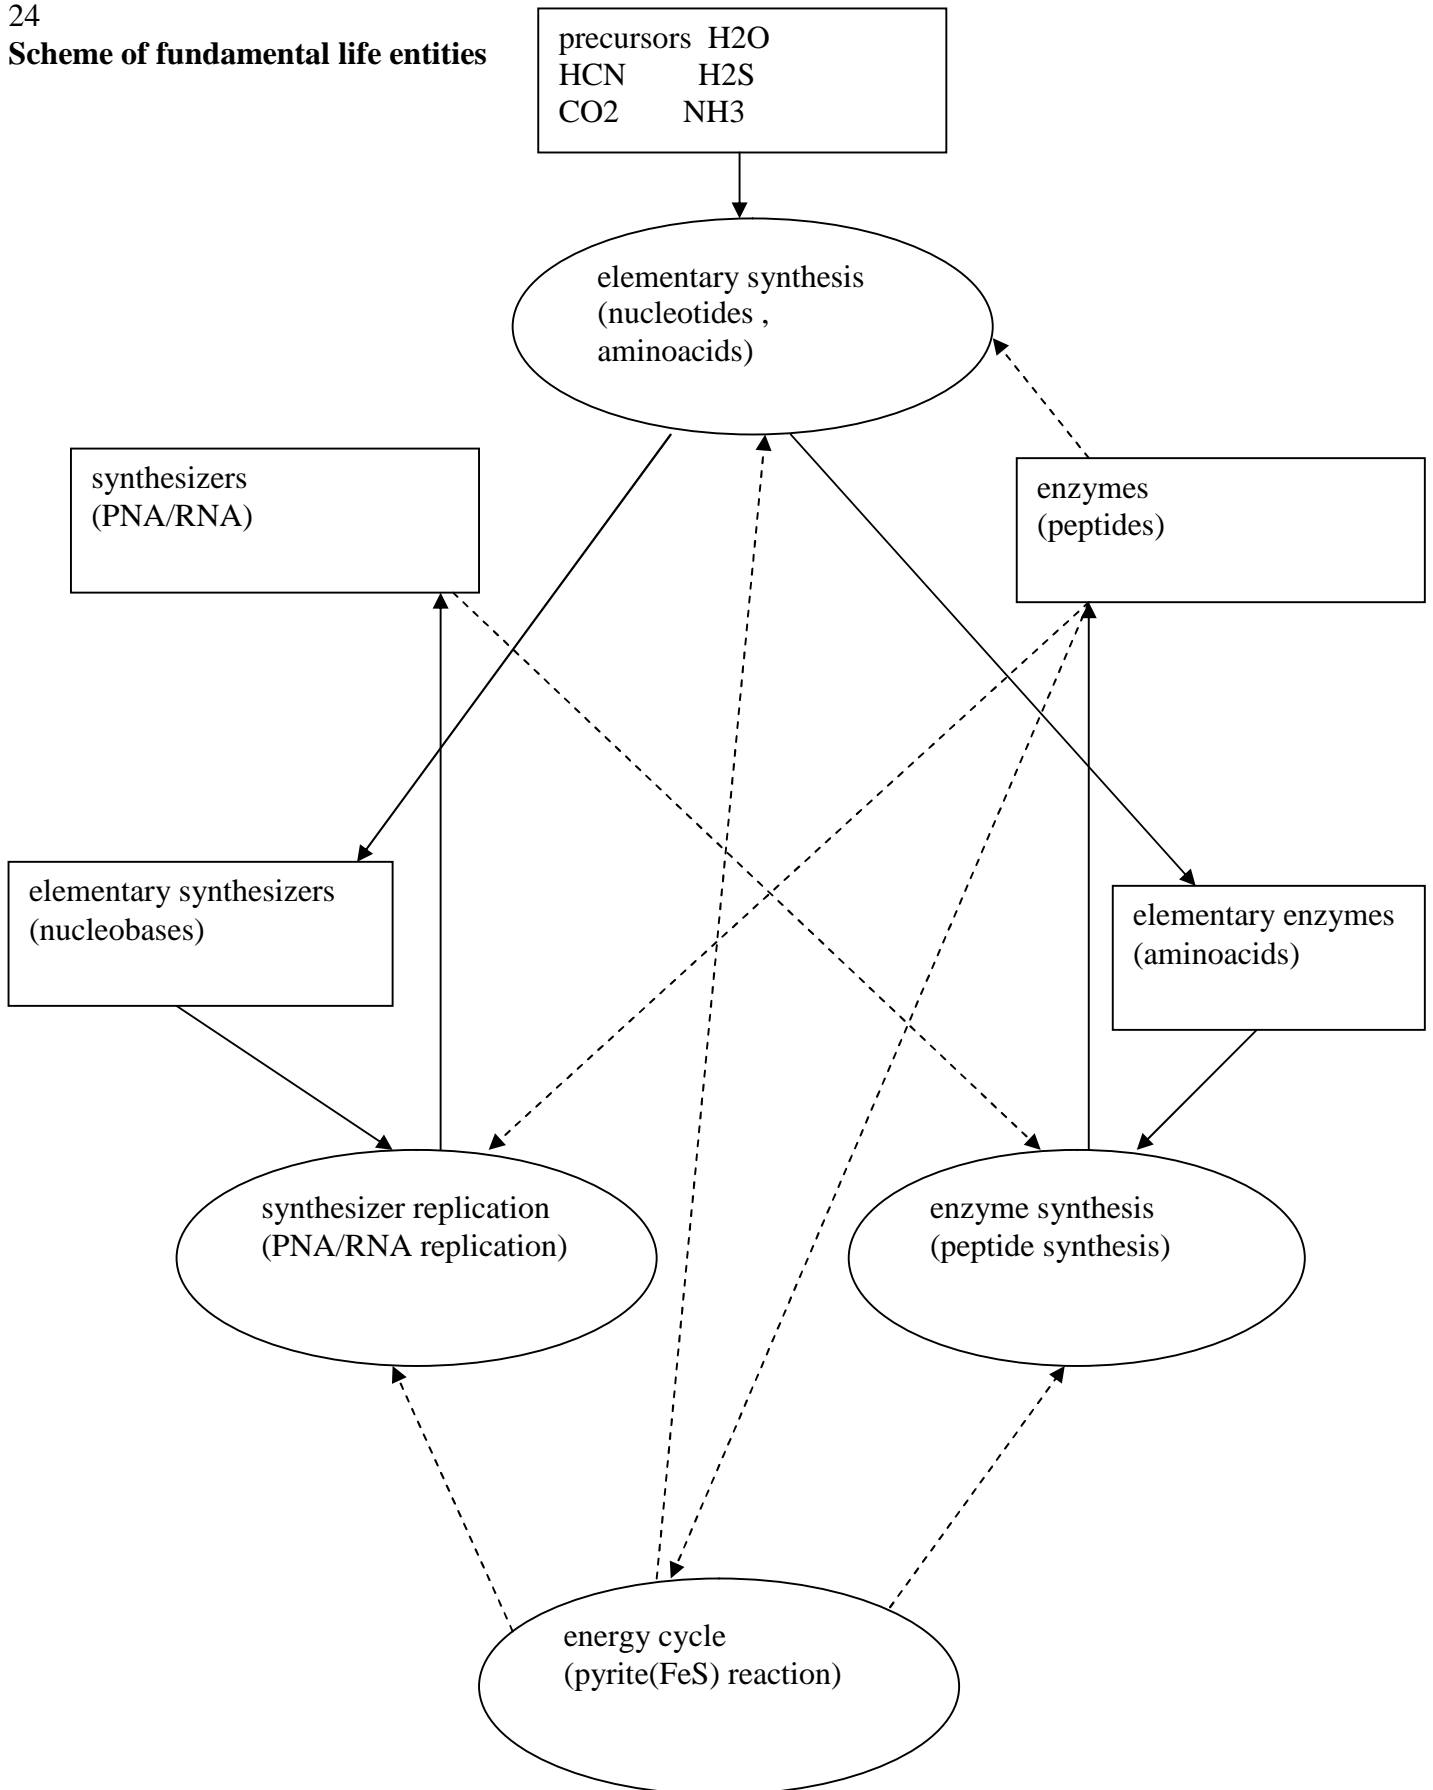 24
Scheme of fundamental life entities
precursors H2O
HCN H2S
CO2 NH3
elementary synthesis
(nucleotides ,
aminoacids)
synthesizers
(PNA/RNA)
enzymes
(peptides)
elementary synthesizers
(nucleobases)
elementary enzymes
(aminoacids)
synthesizer replication
(PNA/RNA replication)
enzyme synthesis
(peptide synthesis)
energy cycle
(pyrite(FeS) reaction)